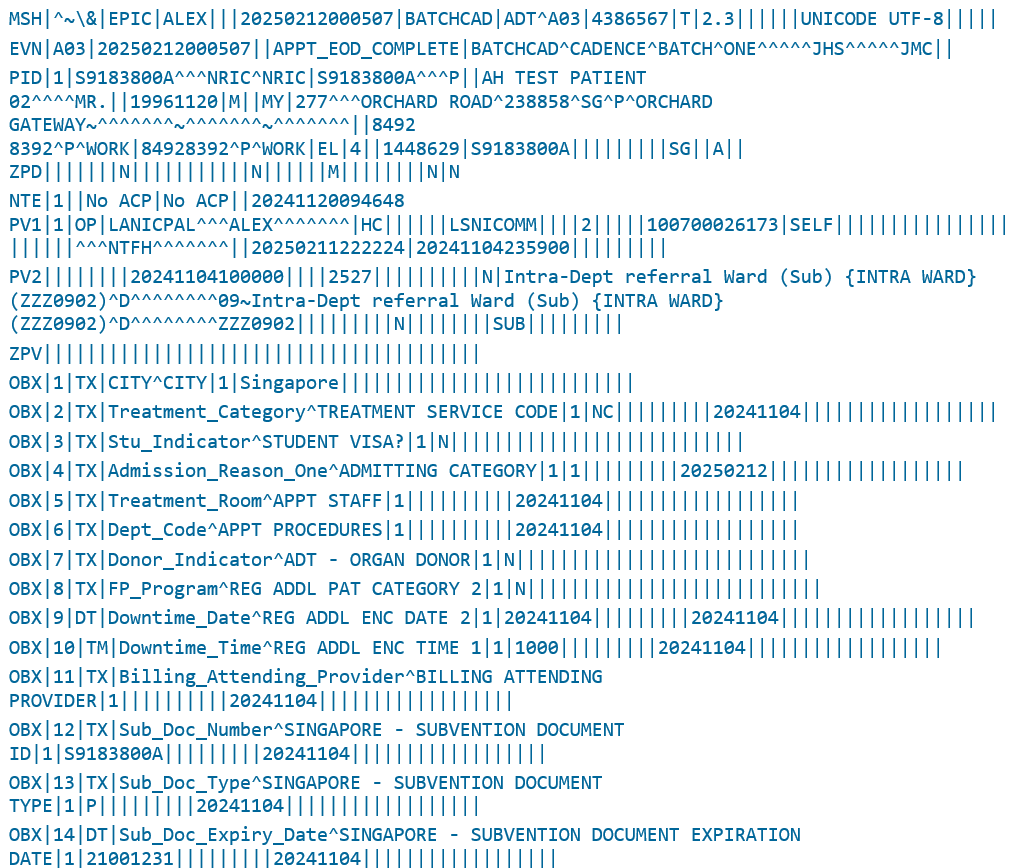 MSH|^~\&|EPIC|ALEX|||20250212000507|BATCHCAD|ADT^A03|4386567|T|2.3||||||UNICODE UTF-8|||||
EVN|A03|20250212000507||APPT_EOD_COMPLETE|BATCHCAD^CADENCE^BATCH^ONE^^^^^JHS^^^^^JMC||
PID|1|S9183800A^^^NRIC^NRIC|S9183800A^^^P||AH TEST PATIENT
02^^^^MR.||19961120|M||MY|277^^^ORCHARD ROAD^238858^SG^P^ORCHARD
GATEWAY~^^^^^^^~^^^^^^^~^^^^^^^||8492
8392^P^WORK|84928392^P^WORK|EL|4||1448629|S9183800A|||||||||SG||A||
ZPD|||||||N|||||||||||N||||||M||||||||N|N
NTE|1||No ACP|No ACP||20241120094648
PV1|1|OP|LANICPAL^^^ALEX^^^^^^^|HC||||||LSNICOMM||||2|||||100700026173|SELF||||||||||||||||
||||||^^^NTFH^^^^^^^||20250211222224|20241104235900|||||||||
PV2||||||||20241104100000||||2527||||||||||N|Intra-Dept referral Ward (Sub) {INTRA WARD}
(ZZZ0902)^D^^^^^^^^09~Intra-Dept referral Ward (Sub) {INTRA WARD}
(ZZZ0902)^D^^^^^^^^ZZZ0902|||||||||N||||||||SUB|||||||||
ZPV||||||||||||||||||||||||||||||||||||||||
OBX|1|TX|CITY^CITY|1|Singapore|||||||||||||||||||||||||||
OBX|2|TX|Treatment_Category^TREATMENT SERVICE CODE|1|NC|||||||||20241104||||||||||||||||||
OBX|3|TX|Stu_Indicator^STUDENT VISA?|1|N|||||||||||||||||||||||||||
OBX|4|TX|Admission_Reason_One^ADMITTING CATEGORY|1|1|||||||||20250212||||||||||||||||||
OBX|5|TX|Treatment_Room^APPT STAFF|1||||||||||20241104||||||||||||||||||
OBX|6|TX|Dept_Code^APPT PROCEDURES|1||||||||||20241104||||||||||||||||||
OBX|7|TX|Donor_Indicator^ADT - ORGAN DONOR|1|N|||||||||||||||||||||||||||
OBX|8|TX|FP_Program^REG ADDL PAT CATEGORY 2|1|N|||||||||||||||||||||||||||
OBX|9|DT|Downtime_Date^REG ADDL ENC DATE 2|1|20241104|||||||||20241104||||||||||||||||||
OBX|10|TM|Downtime_Time^REG ADDL ENC TIME 1|1|1000|||||||||20241104||||||||||||||||||
OBX|11|TX|Billing_Attending_Provider^BILLING ATTENDING
PROVIDER|1||||||||||20241104||||||||||||||||||
OBX|12|TX|Sub_Doc_Number^SINGAPORE - SUBVENTION DOCUMENT
ID|1|S9183800A|||||||||20241104||||||||||||||||||
OBX|13|TX|Sub_Doc_Type^SINGAPORE - SUBVENTION DOCUMENT
TYPE|1|P|||||||||20241104||||||||||||||||||
OBX|14|DT|Sub_Doc_Expiry_Date^SINGAPORE - SUBVENTION DOCUMENT EXPIRATION
DATE|1|21001231|||||||||20241104||||||||||||||||||